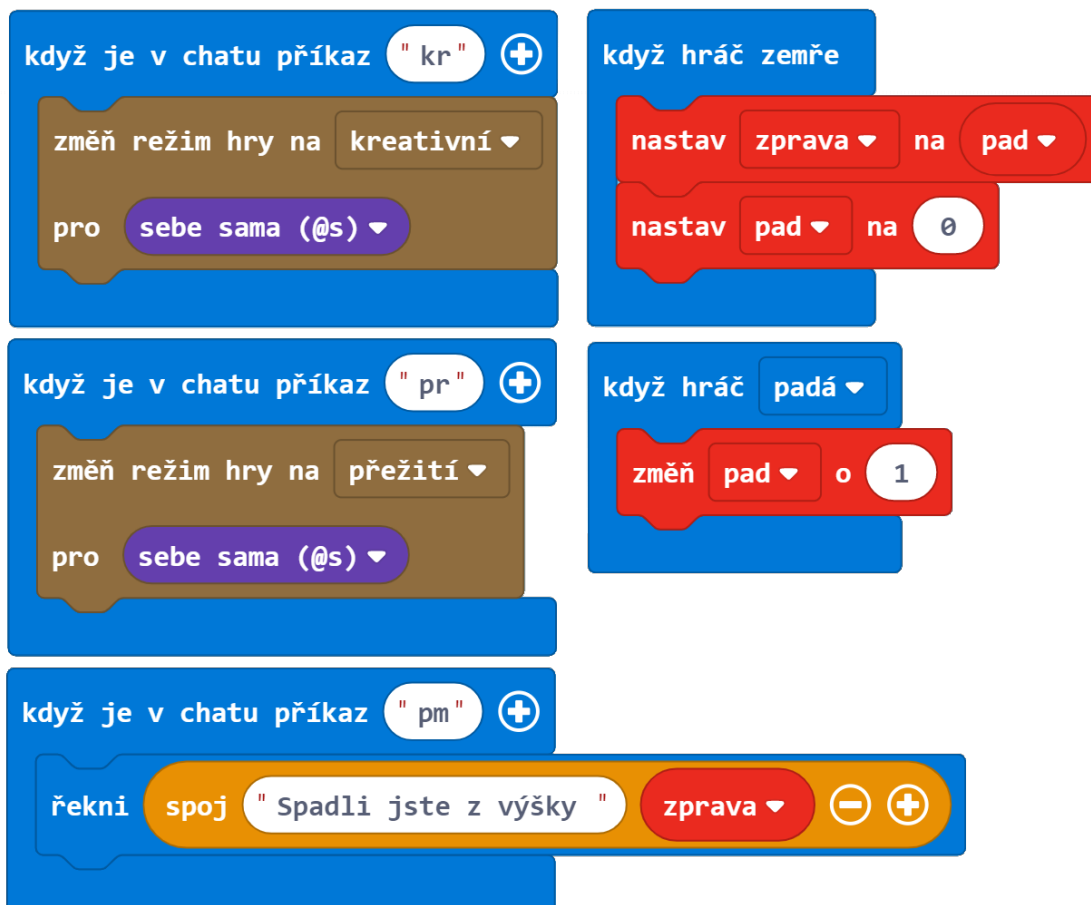 když je v chatu příkaz "kr"
změň režim hry na kreativní
pro sebe sama (@s)
když hráč zemře
nastav zprava na pad
nastav pad na 0
když je v chatu příkaz "pr"
změň režim hry na přežití
pro sebe sama (@s)
když hráč padá
změň pad o 1
když je v chatu příkaz "pm"
řekni spoj "Spadli jste z výšky " zprava